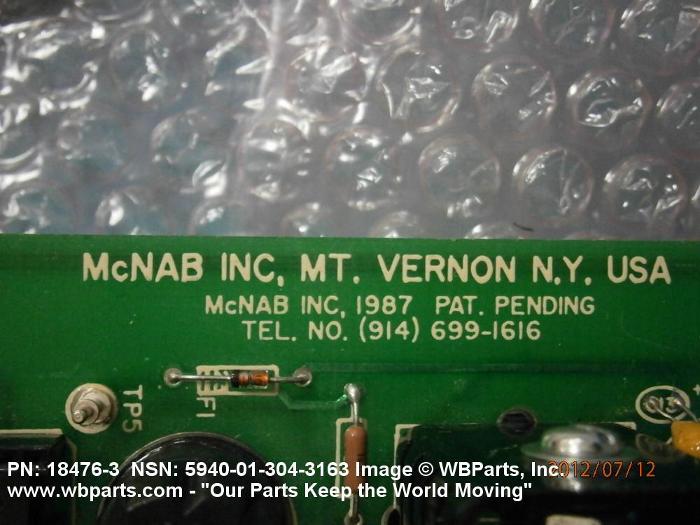 McNAB INC, MT. VERNON N.Y. USA
McNAB INC, 1987 PAT. PENDING
TEL. NO. (914) 699-1616
TP5
F1
PN: 18476-3 NSN: 5940-01-304-3163 Image © WBParts, Inc.
2012/07/12
www.wbparts.com - "Our Parts Keep the World Moving"